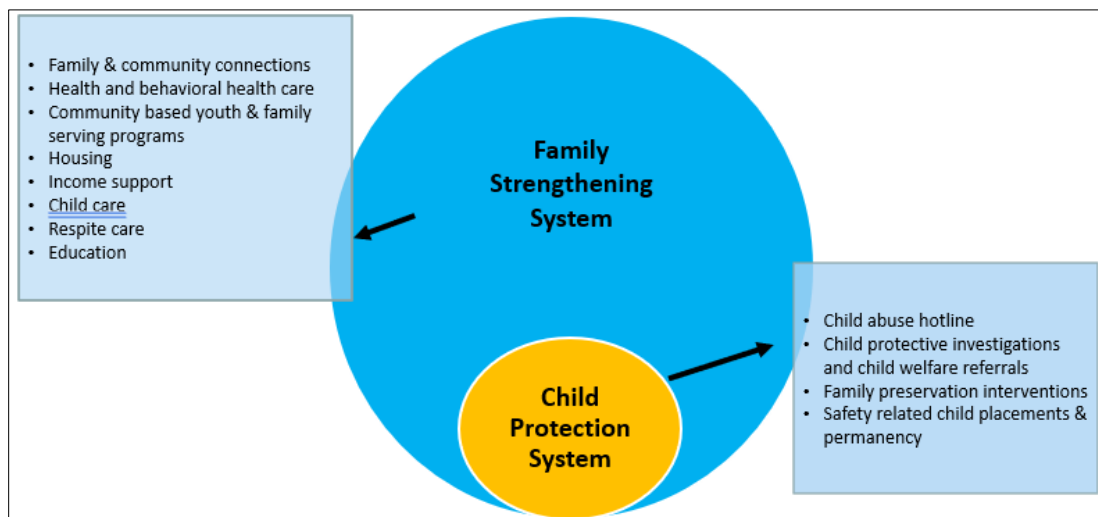 • Family & community connections
• Health and behavioral health care
• Community based youth & family
serving programs
• Housing
• Income support
• Child care
• Respite care
• Education
Family
Strengthening
System
Child
Protection
System
• Child abuse hotline
• Child protective investigations
and child welfare referrals
• Family preservation interventions
• Safety related child placements &
permanency